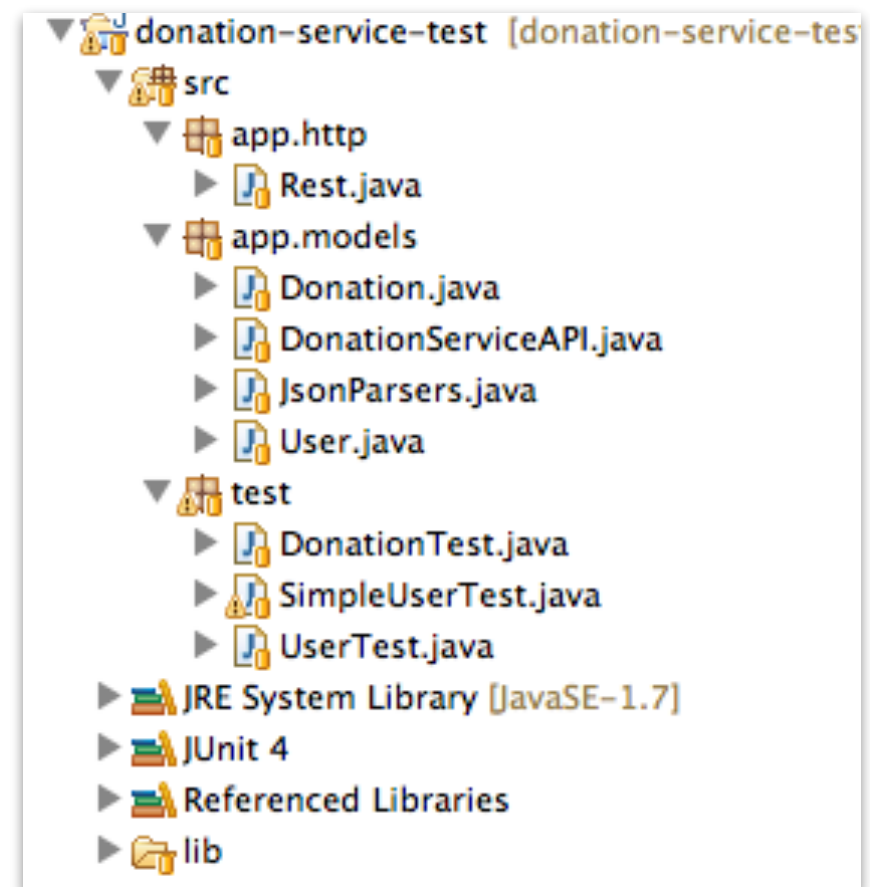 donation-service-test [donation-service-tes
src
app.http
Rest.java
app.models
Donation.java
DonationServiceAPI.java
JsonParsers.java
User.java
test
DonationTest.java
SimpleUserTest.java
UserTest.java
JRE System Library [JavaSE-1.7]
JUnit 4
Referenced Libraries
lib